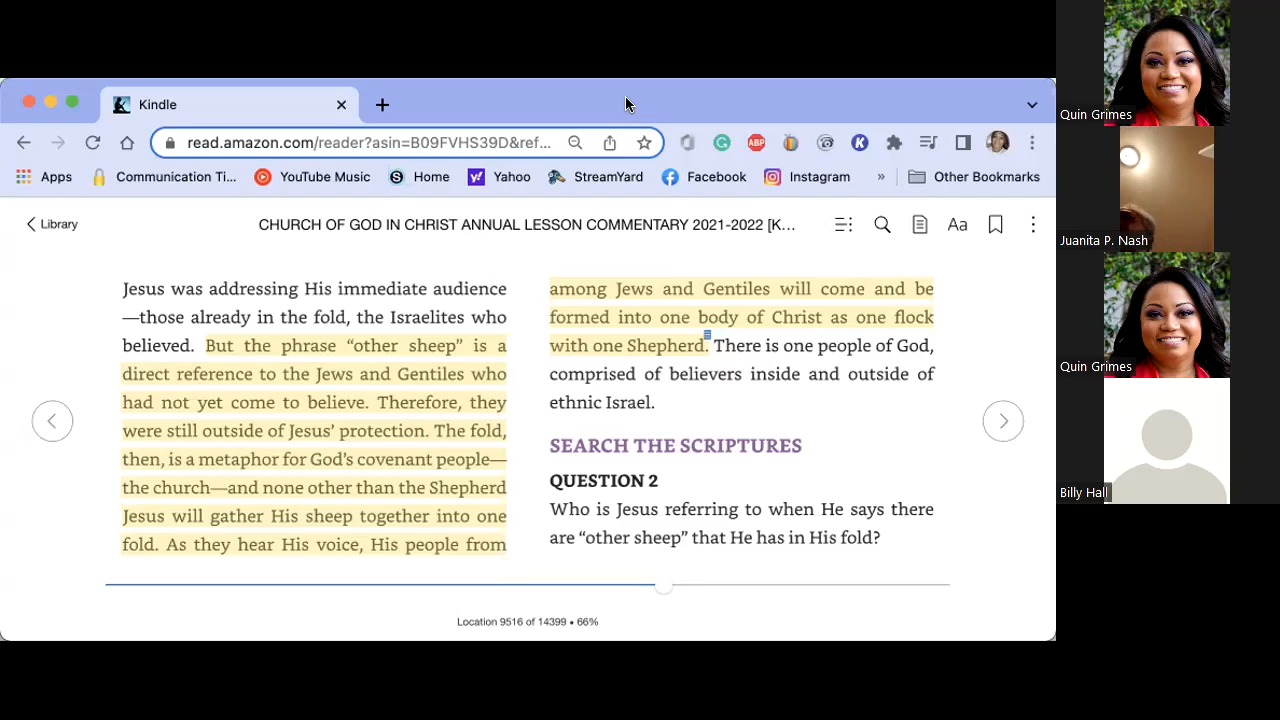 Kindle
read.amazon.com/reader?asin=B09FVHS39D&ref...
ABP
K
Apps
Communication Ti...
YouTube Music
Home
Yahoo
StreamYard
Facebook
Instagram
»
Other Bookmarks
Library
CHURCH OF GOD IN CHRIST ANNUAL LESSON COMMENTARY 2021-2022 [K...
Aa
Jesus was addressing His immediate audience
—those already in the fold, the Israelites who
believed. But the phrase “other sheep” is a
direct reference to the Jews and Gentiles who
had not yet come to believe. Therefore, they
were still outside of Jesus’ protection. The fold,
then, is a metaphor for God’s covenant people—
the church—and none other than the Shepherd
Jesus will gather His sheep together into one
fold. As they hear His voice, His people from
among Jews and Gentiles will come and be
formed into one body of Christ as one flock
with one Shepherd. There is one people of God,
comprised of believers inside and outside of
ethnic Israel.
SEARCH THE SCRIPTURES
QUESTION 2
Who is Jesus referring to when He says there
are “other sheep” that He has in His fold?
Location 9516 of 14399 • 66%
Quin Grimes
Juanita P. Nash
Quin Grimes
Billy Hall